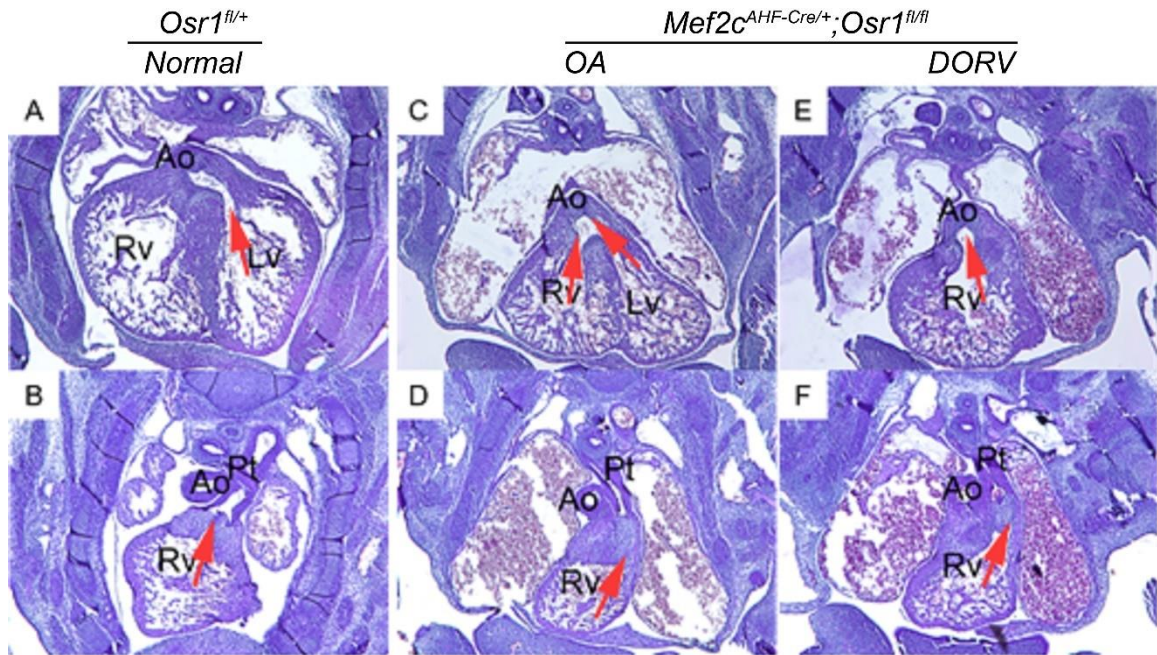 Osr1fl/+ Mef2cAHF-Cre/+;Osr1fl/fl
Normal OA DORV
A C E
Ao Ao Ao
Rv Lv Rv Lv Rv
B D F
Ao Pt Ao Pt Ao Pt
Rv Rv Rv